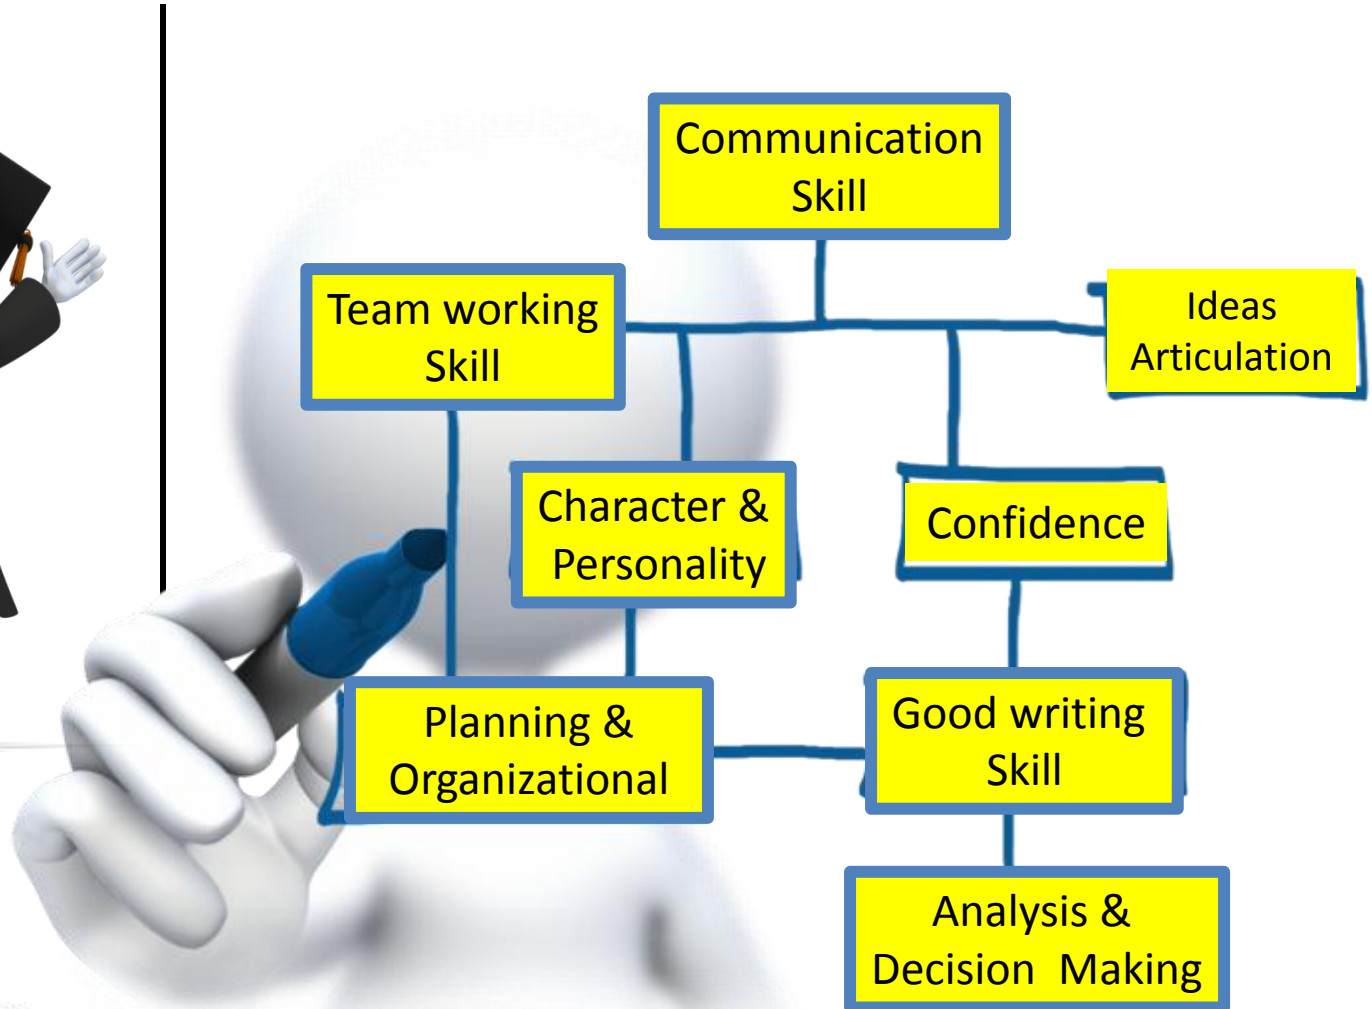 Communication
Skill
Team working
Skill
Ideas
Articulation
Character &
Personality
Confidence
Planning &
Organizational
Good writing
Skill
Analysis &
Decision Making